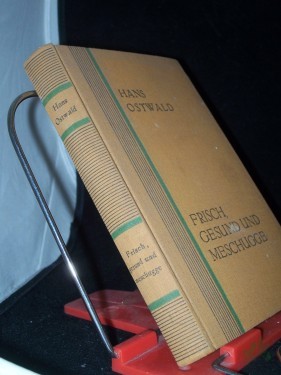 HANS
OSTWALD
FRISCH,
GESUND UND
MESCHUGGE
Hans
Ostwald
Frisch,
gesund und
meschugge